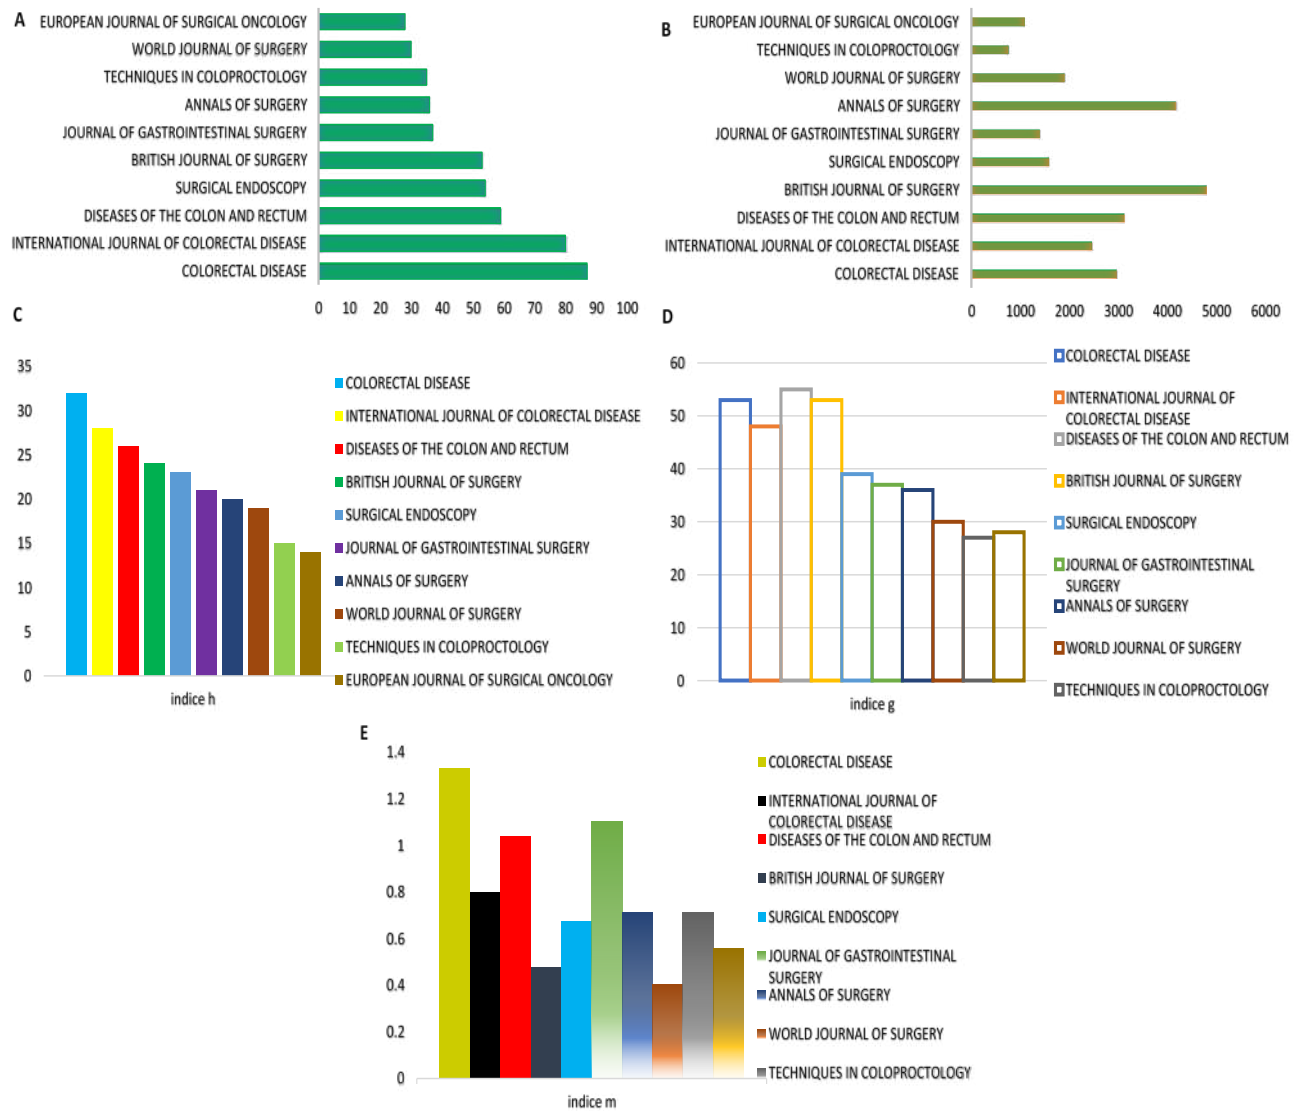 A
EUROPEAN JOURNAL OF SURGICAL ONCOLOGY
WORLD JOURNAL OF SURGERY
TECHNIQUES IN COLOPROCTOLOGY
ANNALS OF SURGERY
JOURNAL OF GASTROINTESTINAL SURGERY
BRITISH JOURNAL OF SURGERY
SURGICAL ENDOSCOPY
DISEASES OF THE COLON AND RECTUM
INTERNATIONAL JOURNAL OF COLORECTAL DISEASE
COLORECTAL DISEASE
0 10 20 30 40 50 60 70 80 90 100
B
EUROPEAN JOURNAL OF SURGICAL ONCOLOGY
TECHNIQUES IN COLOPROCTOLOGY
WORLD JOURNAL OF SURGERY
ANNALS OF SURGERY
JOURNAL OF GASTROINTESTINAL SURGERY
SURGICAL ENDOSCOPY
BRITISH JOURNAL OF SURGERY
DISEASES OF THE COLON AND RECTUM
INTERNATIONAL JOURNAL OF COLORECTAL DISEASE
COLORECTAL DISEASE
0 1000 2000 3000 4000 5000 6000
C
35
30
25
20
15
10
5
0
indice h
COLORECTAL DISEASE
INTERNATIONAL JOURNAL OF COLORECTAL DISEASE
DISEASES OF THE COLON AND RECTUM
BRITISH JOURNAL OF SURGERY
SURGICAL ENDOSCOPY
JOURNAL OF GASTROINTESTINAL SURGERY
ANNALS OF SURGERY
WORLD JOURNAL OF SURGERY
TECHNIQUES IN COLOPROCTOLOGY
EUROPEAN JOURNAL OF SURGICAL ONCOLOGY
D
60
50
40
30
20
10
0
indice g
COLORECTAL DISEASE
INTERNATIONAL JOURNAL OF
COLORECTAL DISEASE
DISEASES OF THE COLON AND RECTUM
BRITISH JOURNAL OF SURGERY
SURGICAL ENDOSCOPY
JOURNAL OF GASTROINTESTINAL
SURGERY
ANNALS OF SURGERY
WORLD JOURNAL OF SURGERY
TECHNIQUES IN COLOPROCTOLOGY
E
1.4
1.2
1
0.8
0.6
0.4
0.2
0
indice m
COLORECTAL DISEASE
INTERNATIONAL JOURNAL OF
COLORECTAL DISEASE
DISEASES OF THE COLON AND RECTUM
BRITISH JOURNAL OF SURGERY
SURGICAL ENDOSCOPY
JOURNAL OF GASTROINTESTINAL
SURGERY
ANNALS OF SURGERY
WORLD JOURNAL OF SURGERY
TECHNIQUES IN COLOPROCTOLOGY